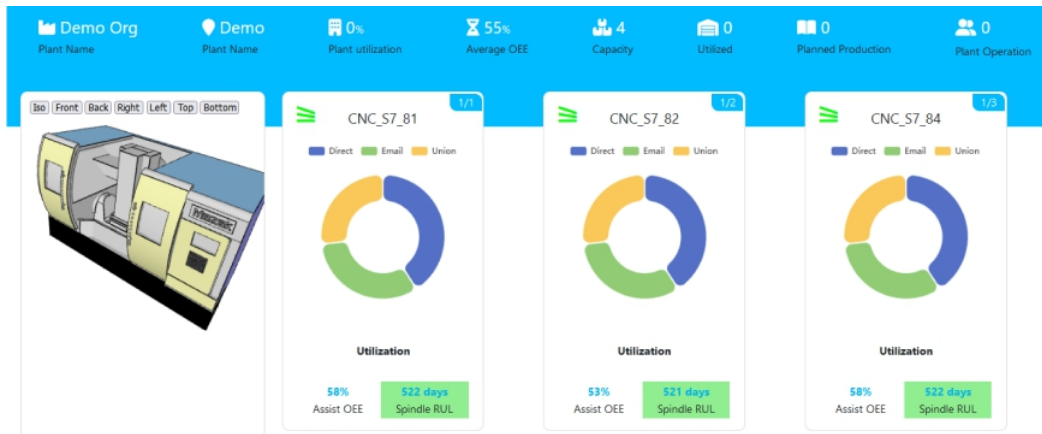 Demo Org
Plant Name
Demo
Plant Name
0%
Plant utilization
55%
Average OEE
4
Capacity
0
Utilized
0
Planned Production
0
Plant Operation
Iso Front Back Right Left Top Bottom
Mazak
1/1
CNC_S7_81
Direct Email Union
Utilization
58%
Assist OEE
522 days
Spindle RUL
1/2
CNC_S7_82
Direct Email Union
Utilization
53%
Assist OEE
521 days
Spindle RUL
1/3
CNC_S7_84
Direct Email Union
Utilization
58%
Assist OEE
522 days
Spindle RUL